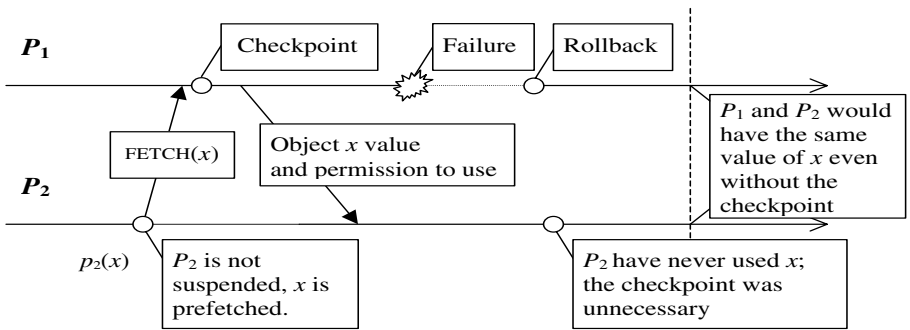 P1
Checkpoint
Failure
Rollback
FETCH(x)
Object x value
and permission to use
P1 and P2 would
have the same
value of x even
without the
checkpoint
P2
p2(x)
P2 is not
suspended, x is
prefetched.
P2 have never used x;
the checkpoint was
unnecessary